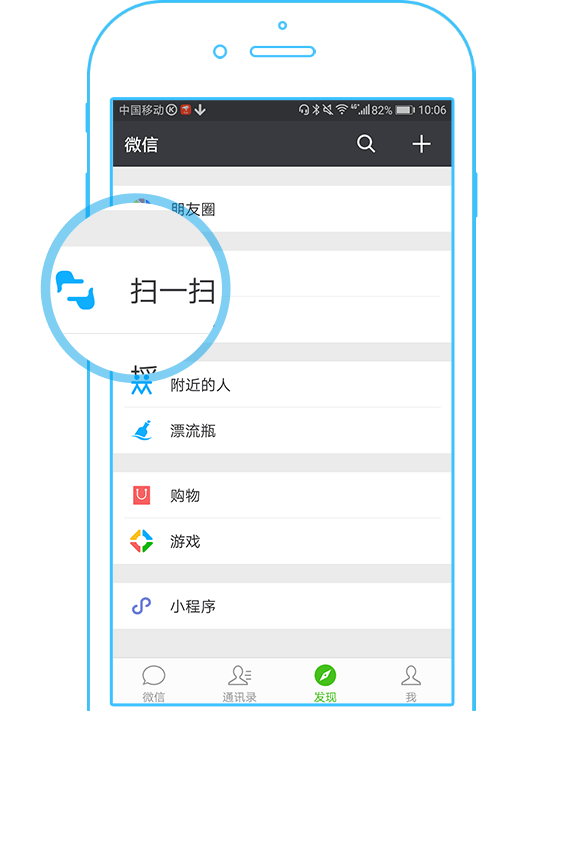 中国移动 82% 10:06
微信
朋友圈
扫一扫
附近的人
漂流瓶
购物
游戏
小程序
微信 通讯录 发现 我